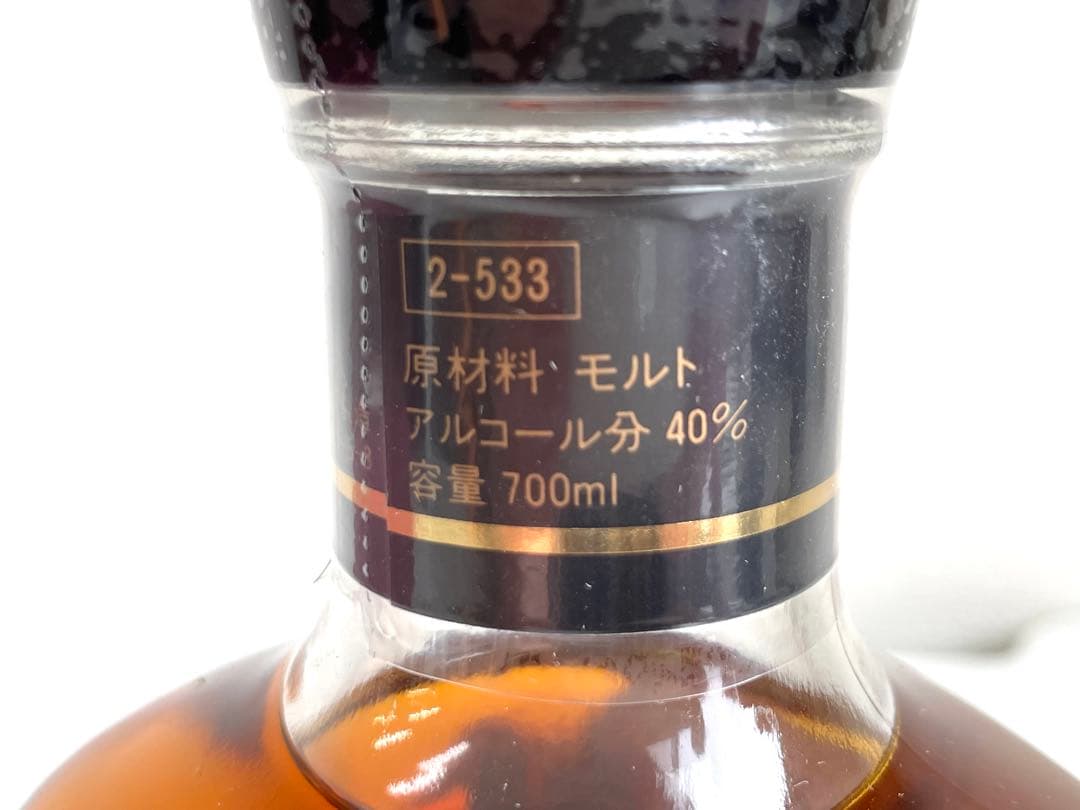 2-533
原材料 モルト
アルコール分 40%
容量 700ml